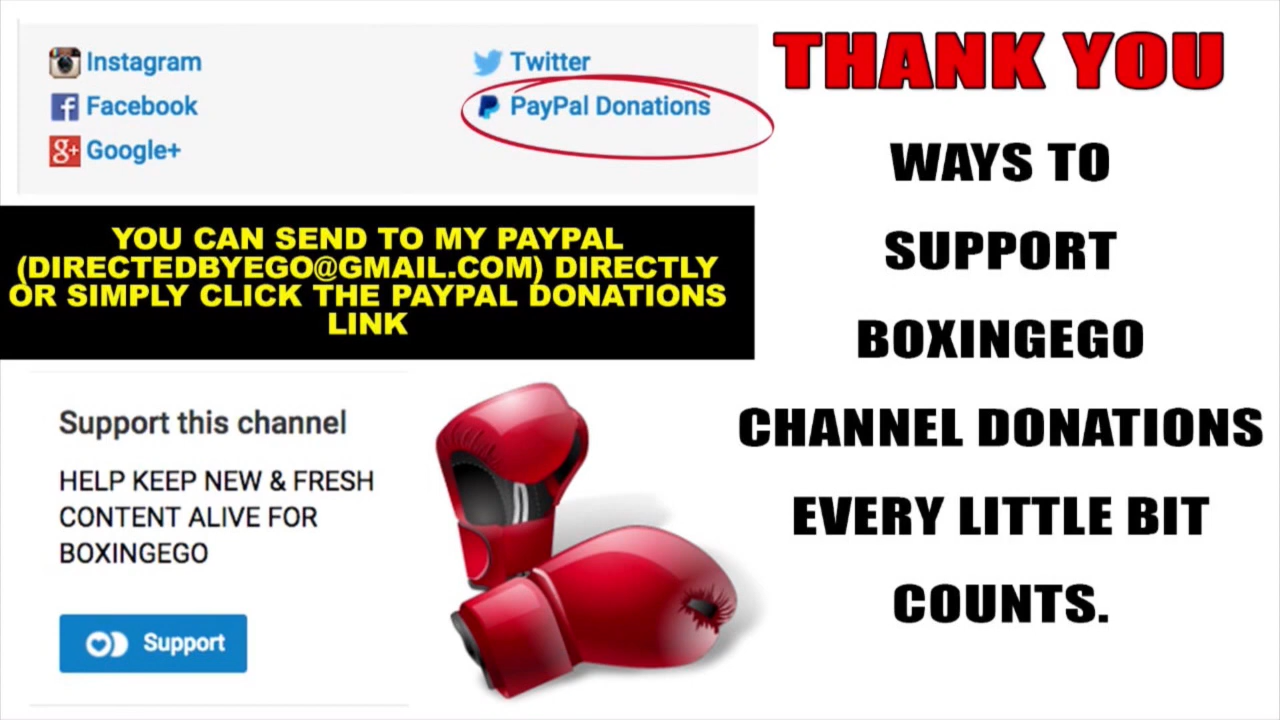 Instagram
Twitter
Facebook
PayPal Donations
Google+
YOU CAN SEND TO MY PAYPAL
(DIRECTEDBYEGO@GMAIL.COM) DIRECTLY
OR SIMPLY CLICK THE PAYPAL DONATIONS
LINK
Support this channel
HELP KEEP NEW & FRESH
CONTENT ALIVE FOR
BOXINGEGO
Support
THANK YOU
WAYS TO
SUPPORT
BOXINGEGO
CHANNEL DONATIONS
EVERY LITTLE BIT
COUNTS.